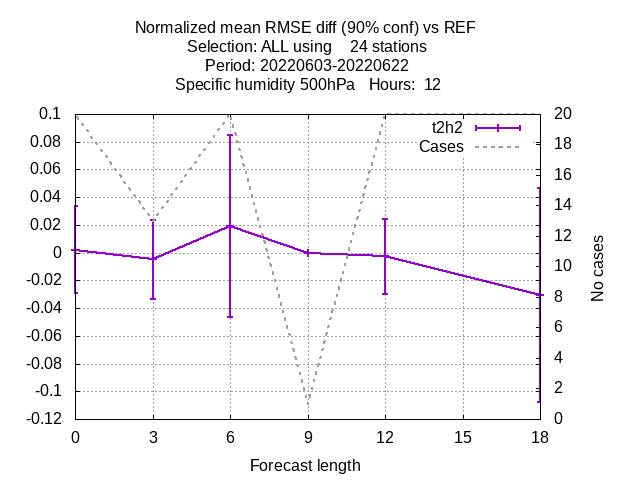 Normalized mean RMSE diff (90% conf) vs REF
Selection: ALL using 24 stations
Period: 20220603-20220622
Specific humidity 500hPa Hours: 12
0.1
0.08
0.06
0.04
0.02
0
-0.02
-0.04
-0.06
-0.08
-0.1
-0.12
t2h2
Cases
20
18
16
14
12
10
8
6
4
2
0
No cases
0 3 6 9 12 15 18
Forecast length